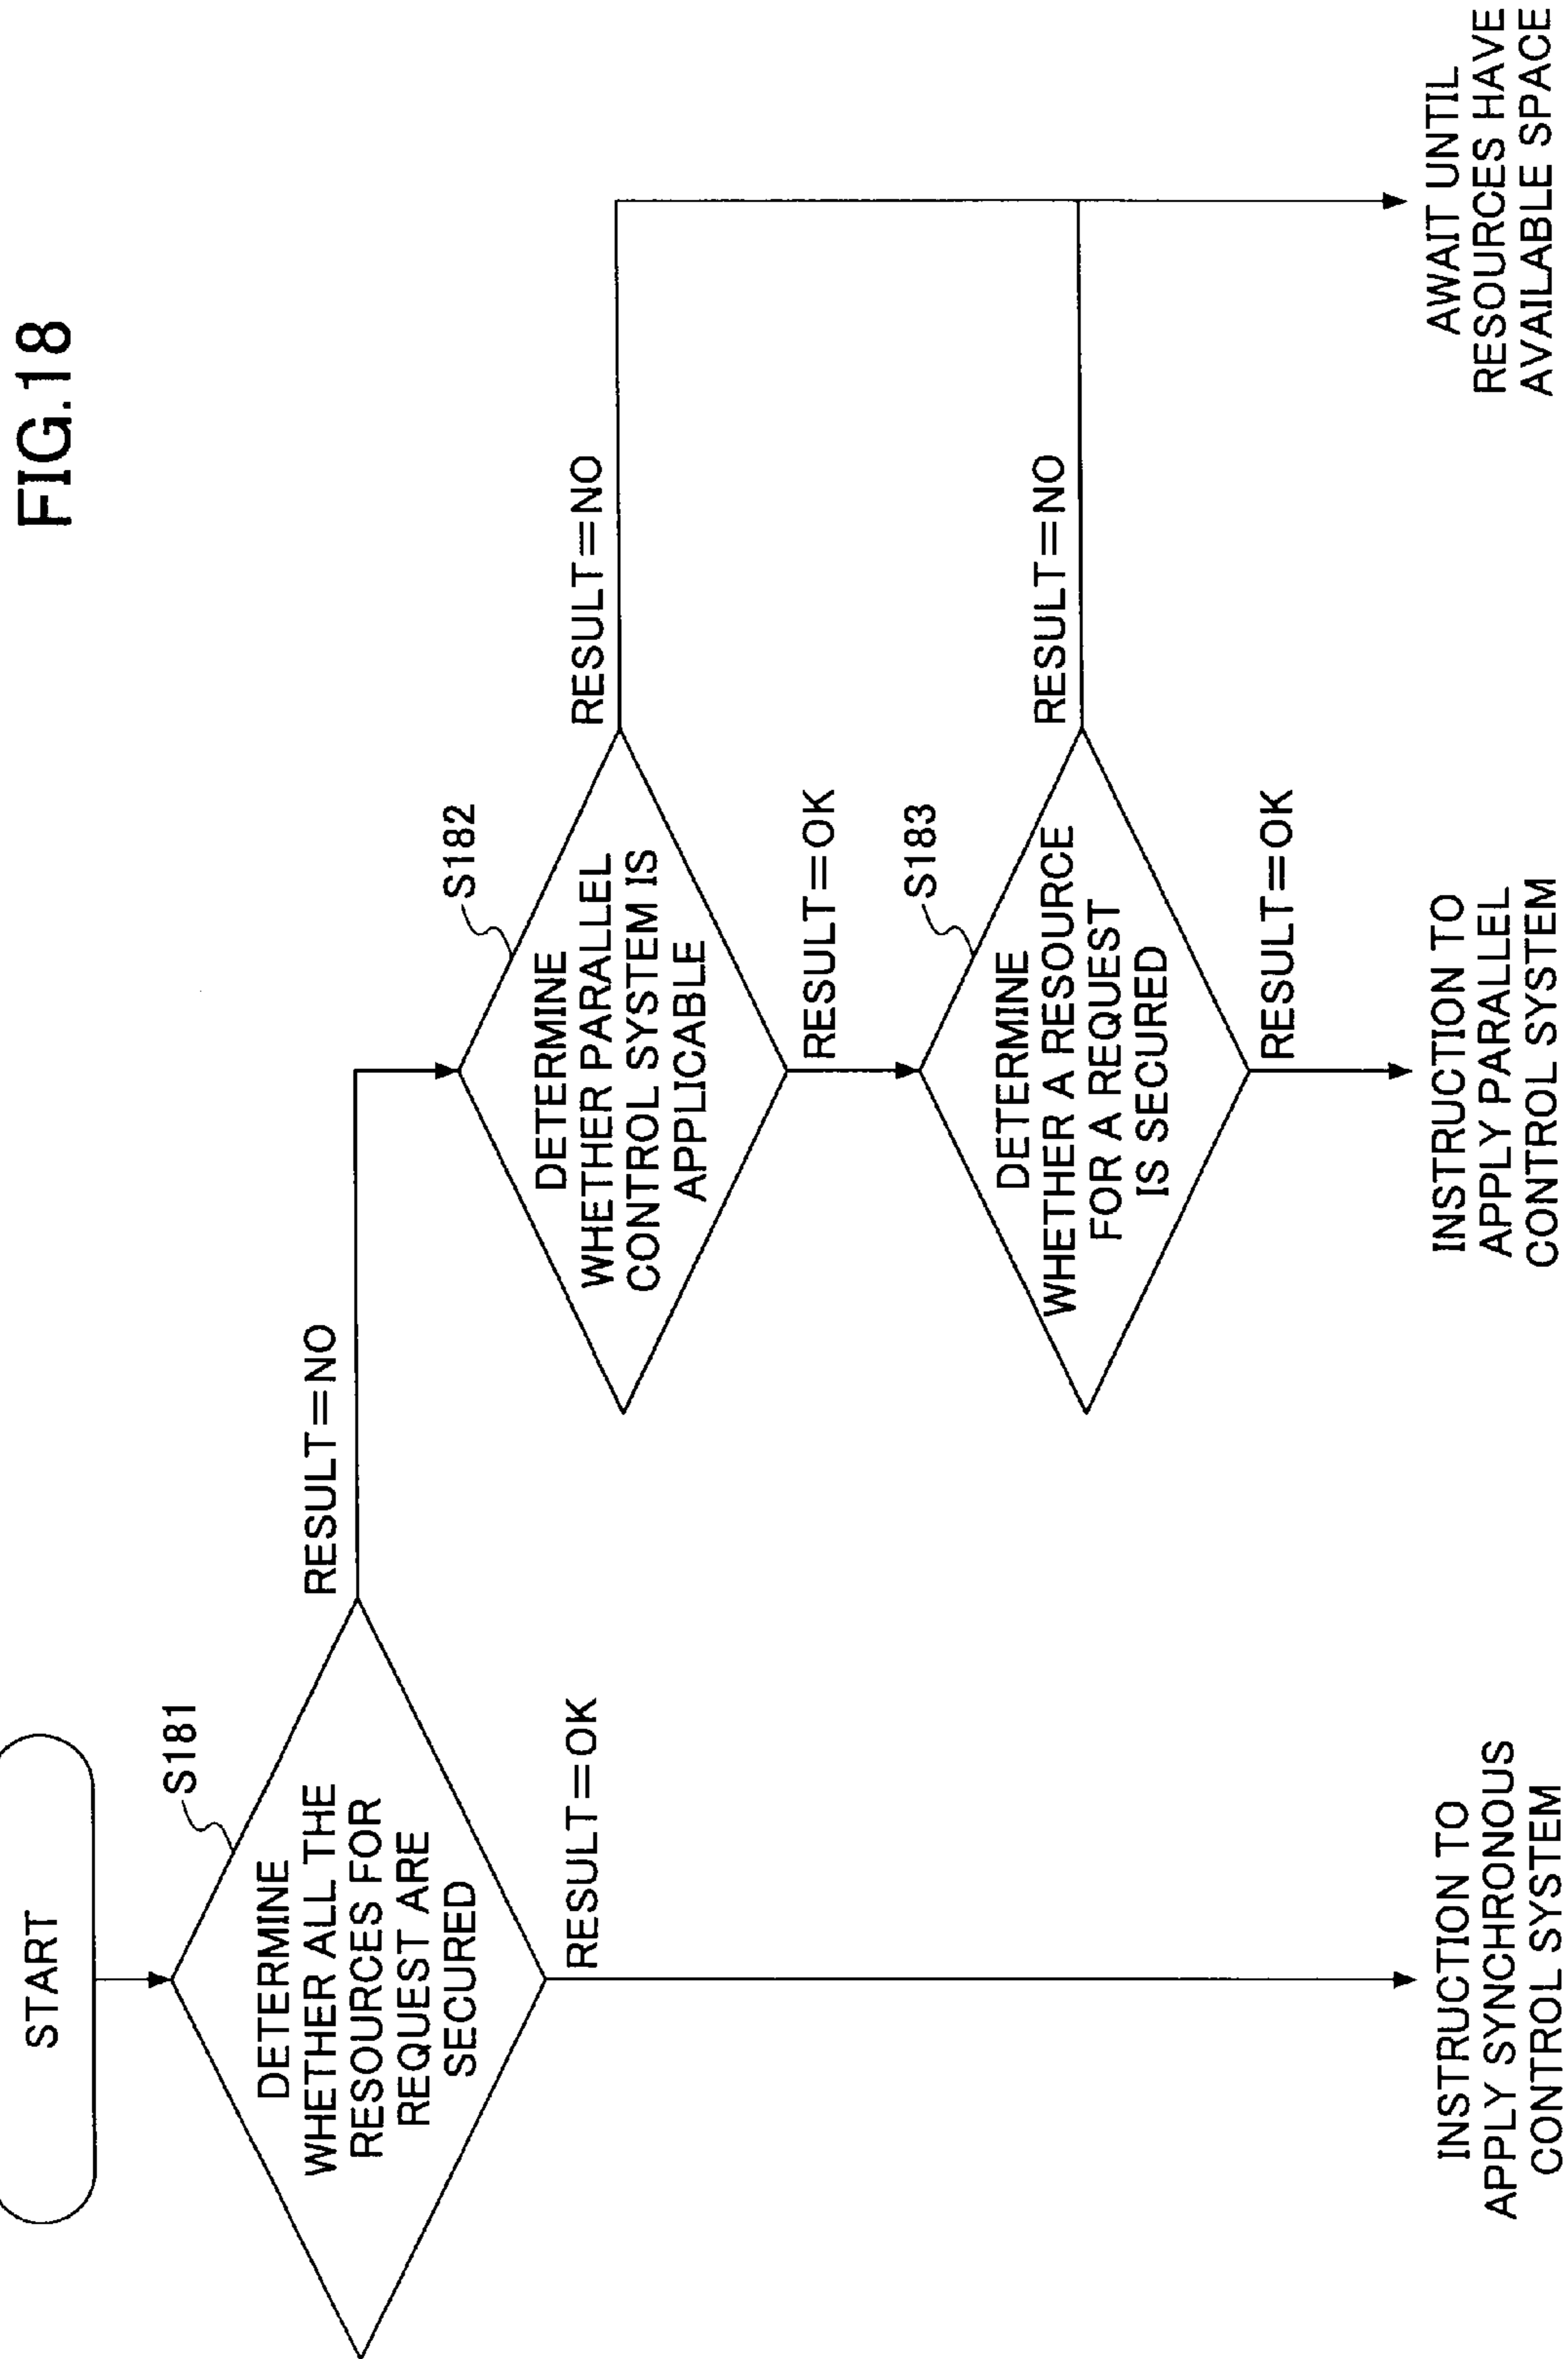 FIG.18
START
S181
DETERMINE
WHETHER ALL THE
RESOURCES FOR
REQUEST ARE
SECURED
RESULT=NO
RESULT=OK
S182
DETERMINE
WHETHER PARALLEL
CONTROL SYSTEM IS
APPLICABLE
RESULT=NO
RESULT=OK
S183
DETERMINE
WHETHER A RESOURCE
FOR A REQUEST
IS SECURED
RESULT=NO
RESULT=OK
INSTRUCTION TO
APPLY SYNCHRONOUS
CONTROL SYSTEM
INSTRUCTION TO
APPLY PARALLEL
CONTROL SYSTEM
AWAIT UNTIL
RESOURCES HAVE
AVAILABLE SPACE